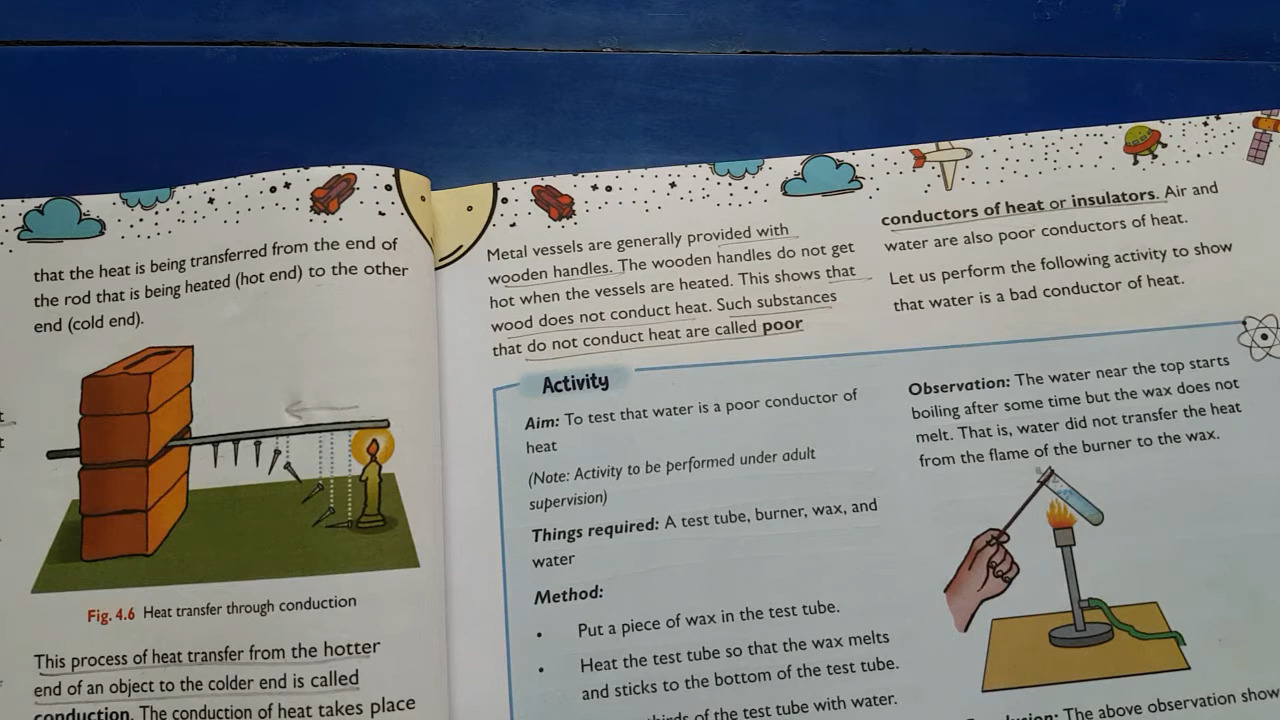 that the heat is being transferred from the end of
the rod that is being heated (hot end) to the other
end (cold end).
Fig. 4.6 Heat transfer through conduction
This process of heat transfer from the hotter
end of an object to the colder end is called
conduction. The conduction of heat takes place
Metal vessels are generally provided with
wooden handles. The wooden handles do not get
hot when the vessels are heated. This shows that
wood does not conduct heat. Such substances
that do not conduct heat are called poor
conductors of heat or insulators. Air and
water are also poor conductors of heat.
Let us perform the following activity to show
that water is a bad conductor of heat.
Activity
Aim: To test that water is a poor conductor of
heat
(Note: Activity to be performed under adult
supervision)
Things required: A test tube, burner, wax, and
water
Method:
• Put a piece of wax in the test tube.
• Heat the test tube so that the wax melts
and sticks to the bottom of the test tube.
of the test tube with water.
Observation: The water near the top starts
boiling after some time but the wax does not
melt. That is, water did not transfer the heat
from the flame of the burner to the wax.
The above observation show